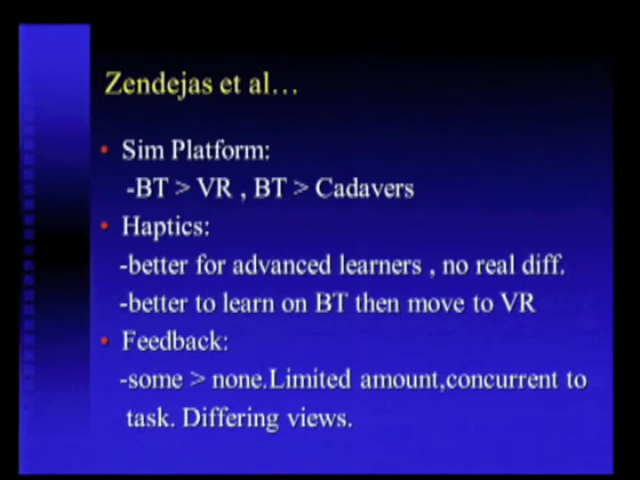 Zendejas et al…
• Sim Platform:
-BT > VR , BT > Cadavers
• Haptics:
-better for advanced learners , no real diff.
-better to learn on BT then move to VR
• Feedback:
-some > none.Limited amount,concurrent to
task. Differing views.